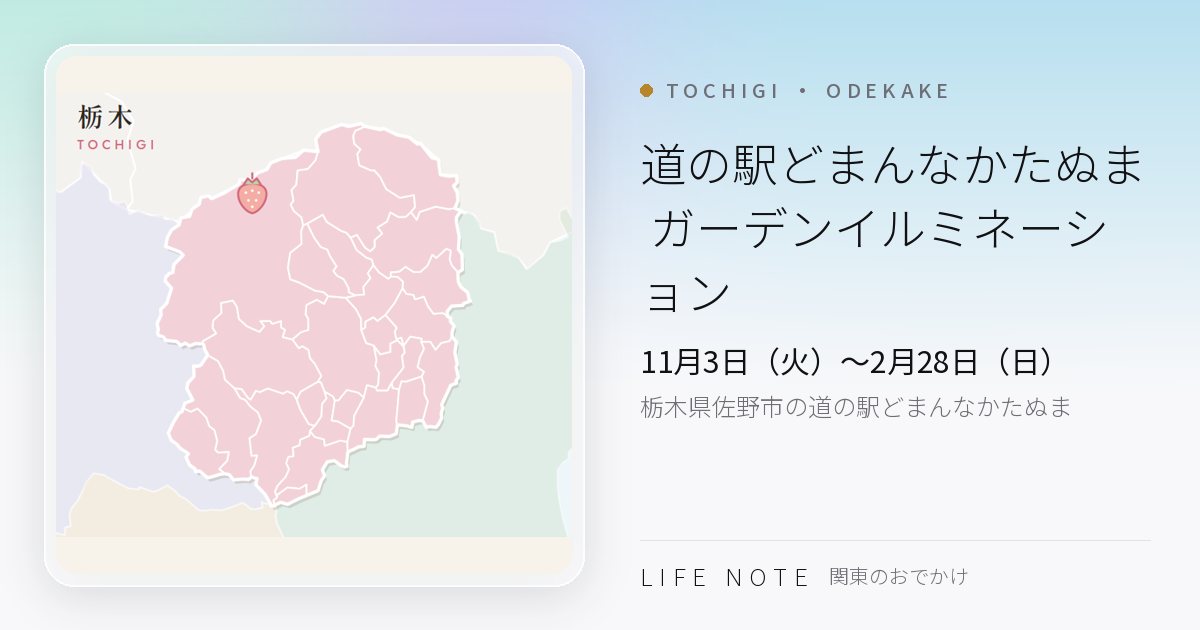 栃木
TOCHIGI
TOCHIGI • ODEKAKE
道の駅どまんなかたぬま
ガーデンイルミネーシ
ョン
11月3日（火）〜2月28日（日）
栃木県佐野市の道の駅どまんなかたぬま
LIFE NOTE 関東のおでかけ